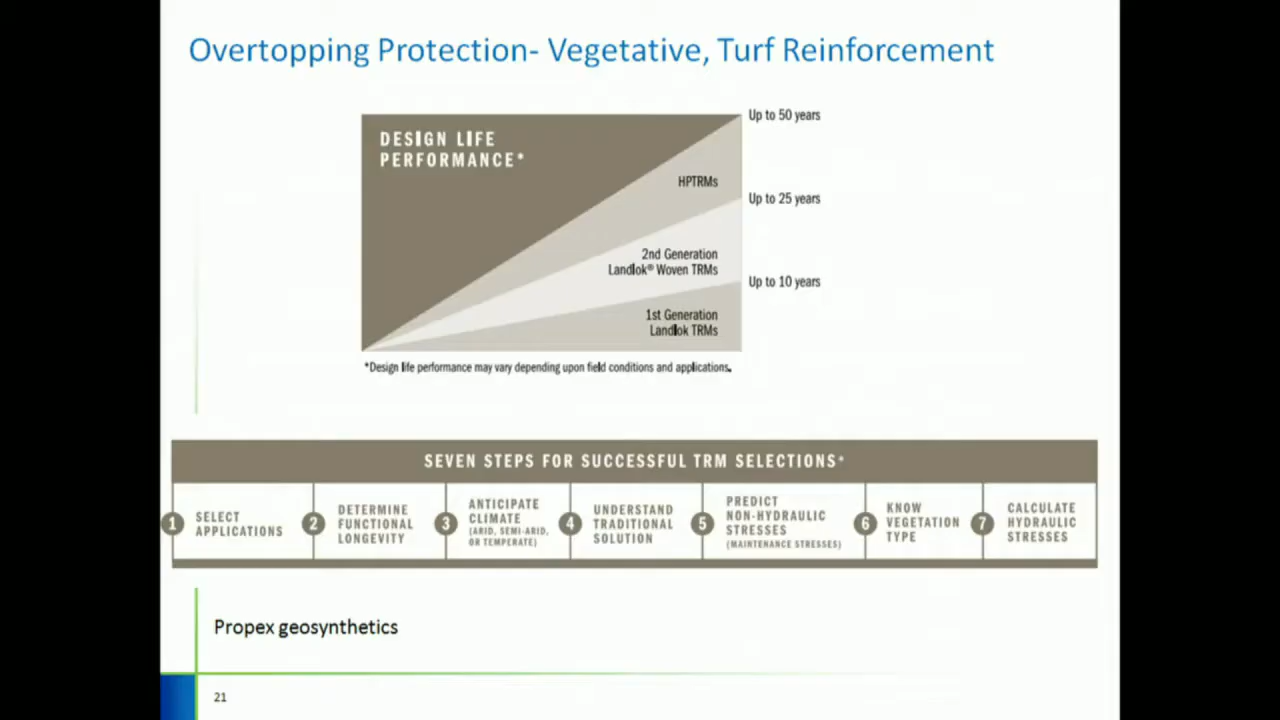 Overtopping Protection- Vegetative, Turf Reinforcement
DESIGN LIFE
PERFORMANCE*
Up to 50 years
HPTRMs
Up to 25 years
2nd Generation
Landlok® Woven TRMs
Up to 10 years
1st Generation
Landlok TRMs
*Design life performance may vary depending upon field conditions and applications.
SEVEN STEPS FOR SUCCESSFUL TRM SELECTIONS*
1
SELECT
APPLICATIONS
2
DETERMINE
FUNCTIONAL
LONGEVITY
3
ANTICIPATE
CLIMATE
(ARID, SEMI-ARID,
OR TEMPERATE)
4
UNDERSTAND
TRADITIONAL
SOLUTION
5
PREDICT
NON-HYDRAULIC
STRESSES
(MAINTENANCE STRESSES)
6
KNOW
VEGETATION
TYPE
7
CALCULATE
HYDRAULIC
STRESSES
Propex geosynthetics
21